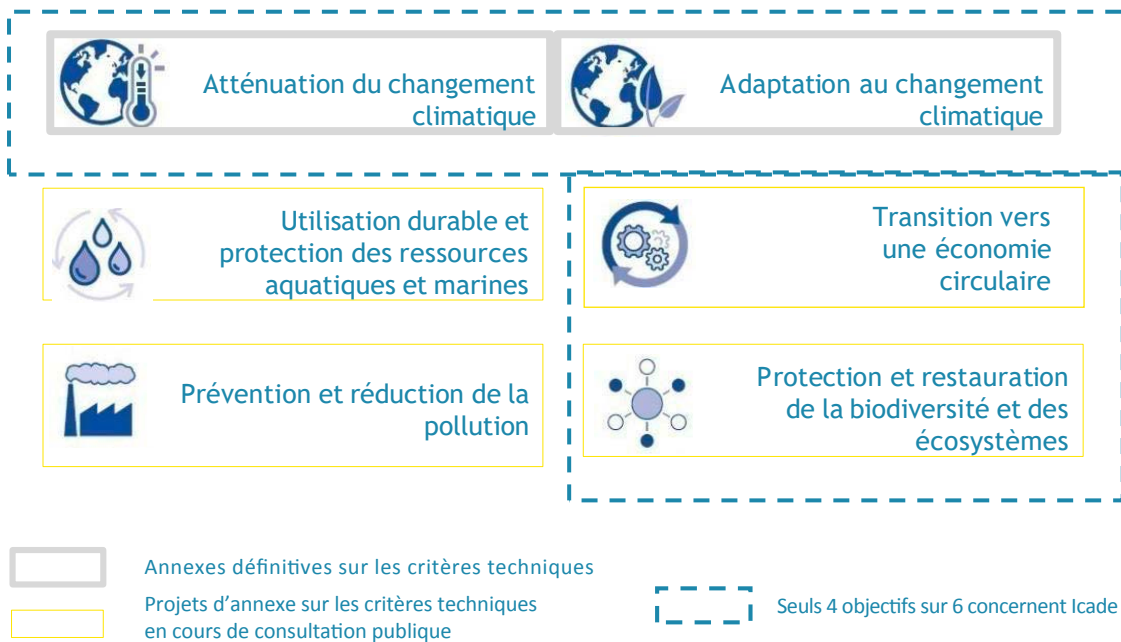 Atténuation du changement
climatique
Adaptation au changement
climatique
Utilisation durable et
protection des ressources
aquatiques et marines
Transition vers
une économie
circulaire
Prévention et réduction de la
pollution
Protection et restauration
de la biodiversité et des
écosystèmes
Annexes définitives sur les critères techniques
Projets d’annexe sur les critères techniques
en cours de consultation publique
Seuls 4 objectifs sur 6 concernent Icade